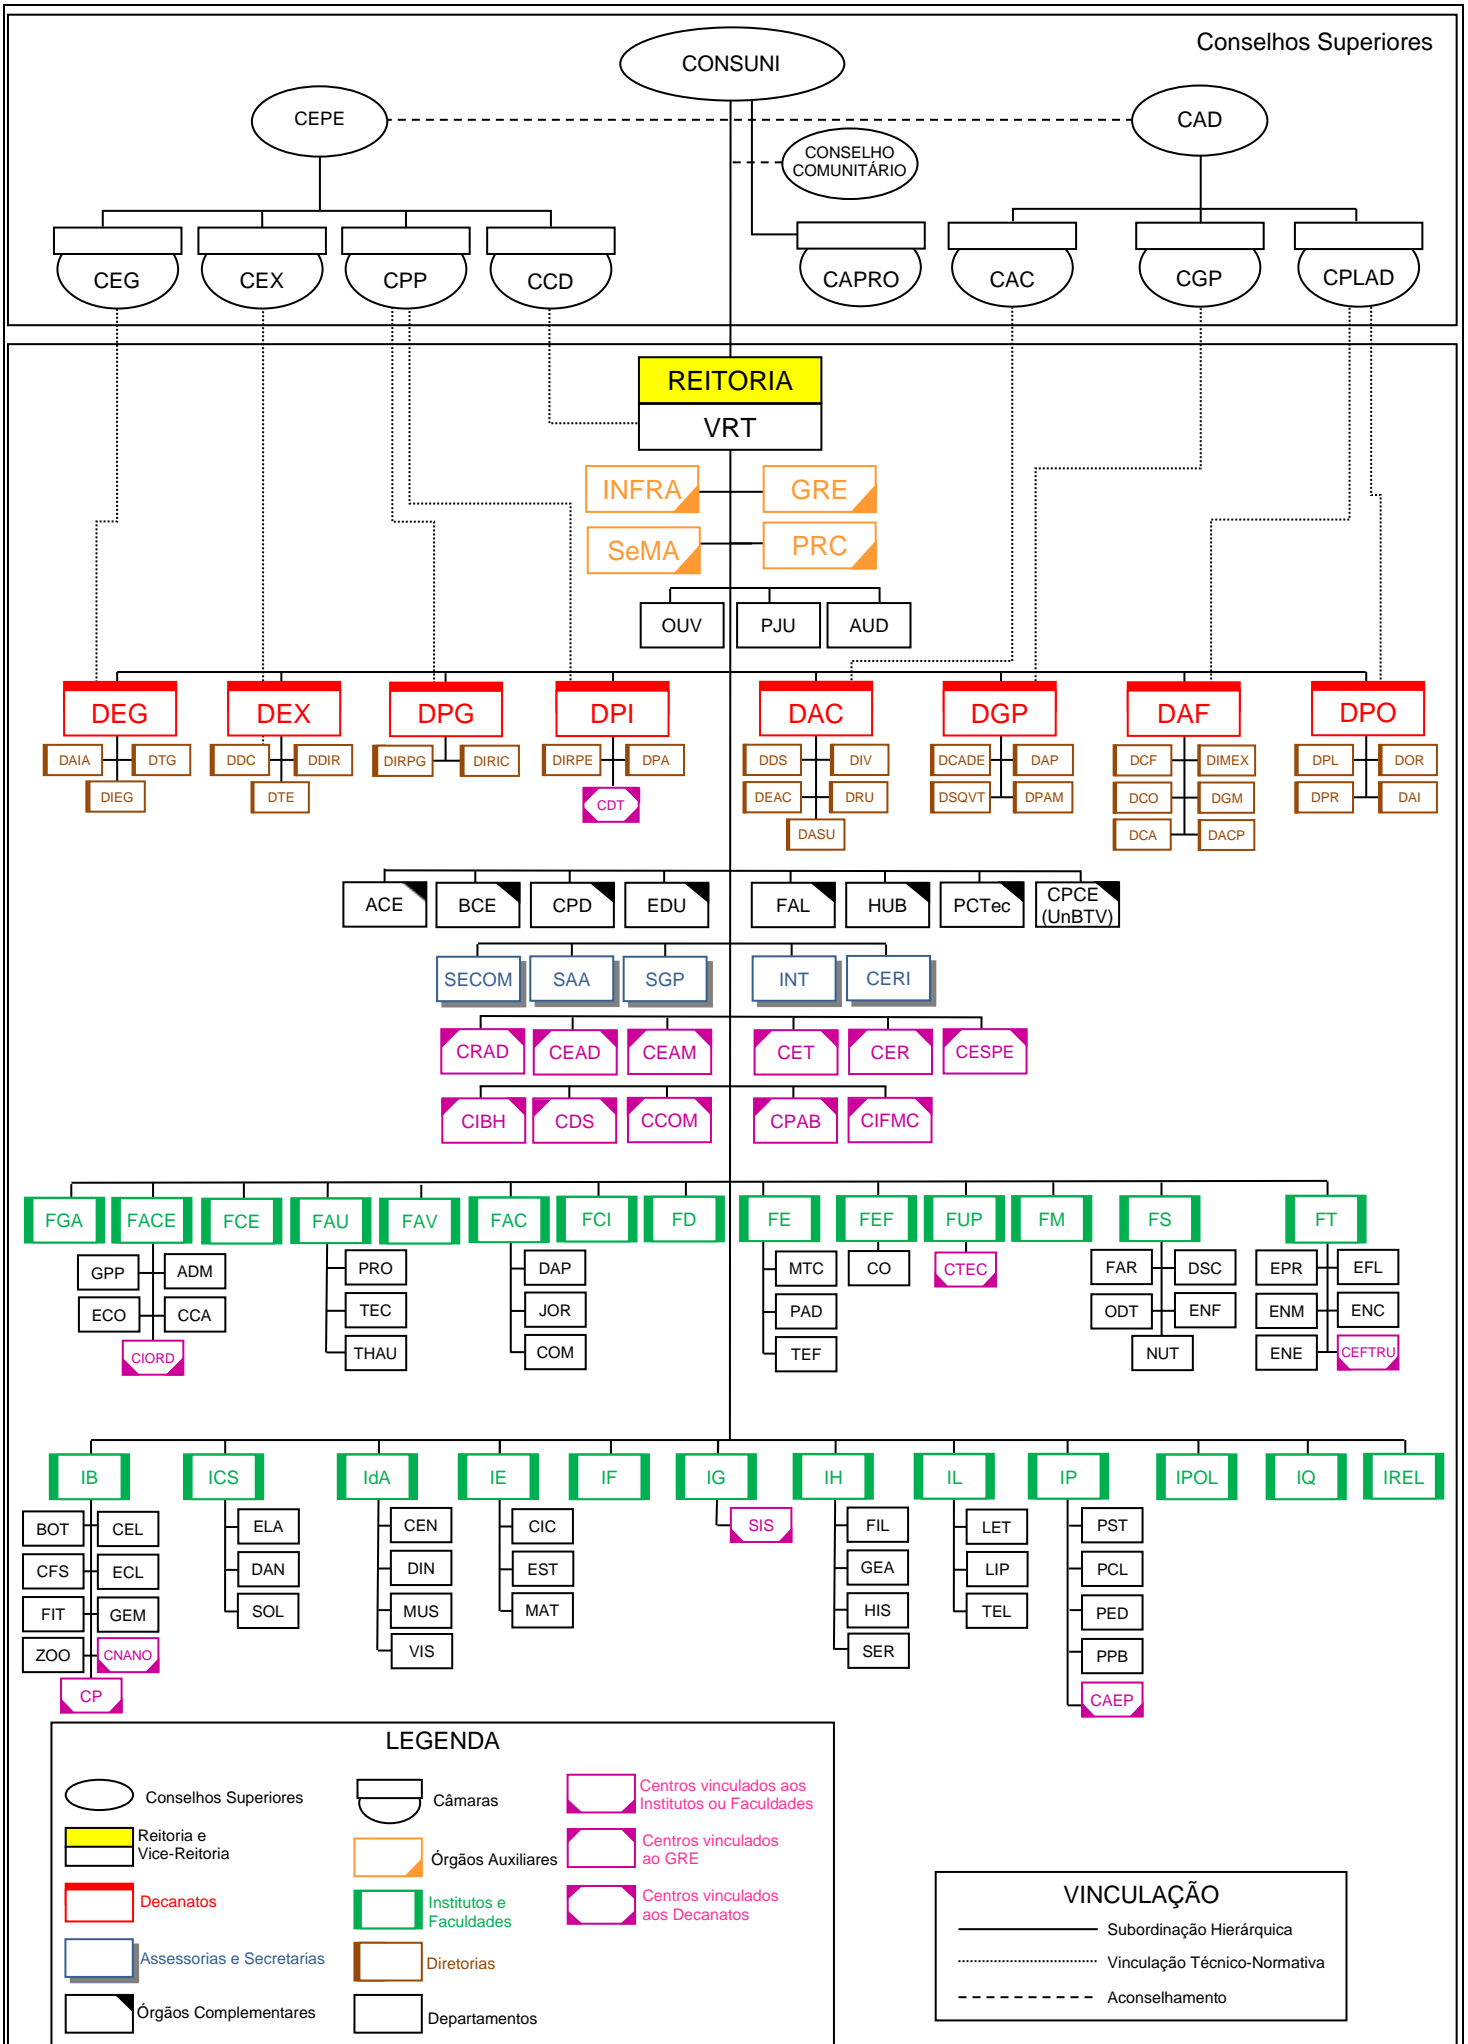 Conselhos Superiores
CONSUNI
CEPE
CAD
CONSELHO
COMUNITÁRIO
CEG
CEX
CPP
CCD
CAPRO
CAC
CGP
CPLAD
REITORIA
VRT
INFRA
GRE
SeMA
PRC
OUV
PJU
AUD
DEG
DEX
DPG
DPI
DAC
DGP
DAF
DPO
DAIA
DTG
DDC
DDIR
DIRPG
DIRIC
DIRPE
DPA
DDS
DIV
DCADE
DAP
DCF
DIMEX
DPL
DOR
DIEG
DTE
CDT
DEAC
DRU
DSQVT
DPAM
DCO
DGM
DPR
DAI
DASU
DCA
DACP
ACE
BCE
CPD
EDU
FAL
HUB
PCTec
CPCE
(UnBTV)
SECOM
SAA
SGP
INT
CERI
CRAD
CEAD
CEAM
CET
CER
CESPE
CIBH
CDS
CCOM
CPAB
CIFMC
FGA
FACE
FCE
FAU
FAV
FAC
FCI
FD
FE
FEF
FUP
FM
FS
FT
GPP
ADM
PRO
DAP
MTC
CO
CTEC
FAR
DSC
EPR
EFL
ECO
CCA
TEC
JOR
PAD
ODT
ENF
ENM
ENC
CIORD
THAU
COM
TEF
NUT
ENE
CEFTRU
IB
ICS
IdA
IE
IF
IG
IH
IL
IP
IPOL
IQ
IREL
BOT
CEL
ELA
CEN
CIC
SIS
FIL
LET
PST
CFS
ECL
DAN
DIN
EST
GEA
LIP
PCL
FIT
GEM
SOL
MUS
MAT
HIS
TEL
PED
ZOO
CNANO
VIS
SER
PPB
CP
CAEP
LEGENDA
Conselhos Superiores
Câmaras
Centros vinculados aos
Institutos ou Faculdades
Reitoria e
Vice-Reitoria
Órgãos Auxiliares
Centros vinculados
ao GRE
Decanatos
Institutos e
Faculdades
Centros vinculados
aos Decanatos
Assessorias e Secretarias
Diretorias
Órgãos Complementares
Departamentos
VINCULAÇÃO
Subordinação Hierárquica
Vinculação Técnico-Normativa
Aconselhamento